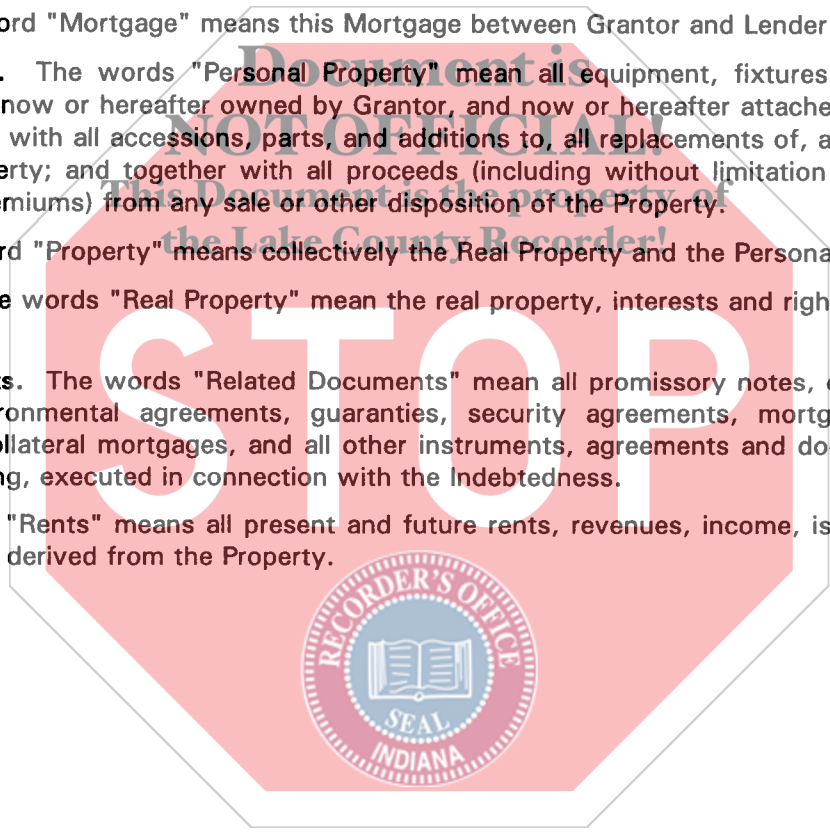 ord "Mortgage" means this Mortgage between Grantor and Lender
Document is
. The words "Personal Property" mean all equipment, fixtures
now or hereafter owned by Grantor, and now or hereafter attache
NOT OFFICIAL!
with all accessions, parts, and additions to, all replacements of, a
erty; and together with all proceeds (including without limitation
This Document is the property of
emiums) from any sale or other disposition of the Property.
the Lake County Recorder!
rd "Property" means collectively the Real Property and the Persona
e words "Real Property" mean the real property, interests and righ
STOP
ts. The words "Related Documents" mean all promissory notes,
ronmental agreements, guaranties, security agreements, mortg
ollateral mortgages, and all other instruments, agreements and do
ng, executed in connection with the Indebtedness.
"Rents" means all present and future rents, revenues, income, is
derived from the Property.
RECORDER'S OFFICE
SEAL
INDIANA